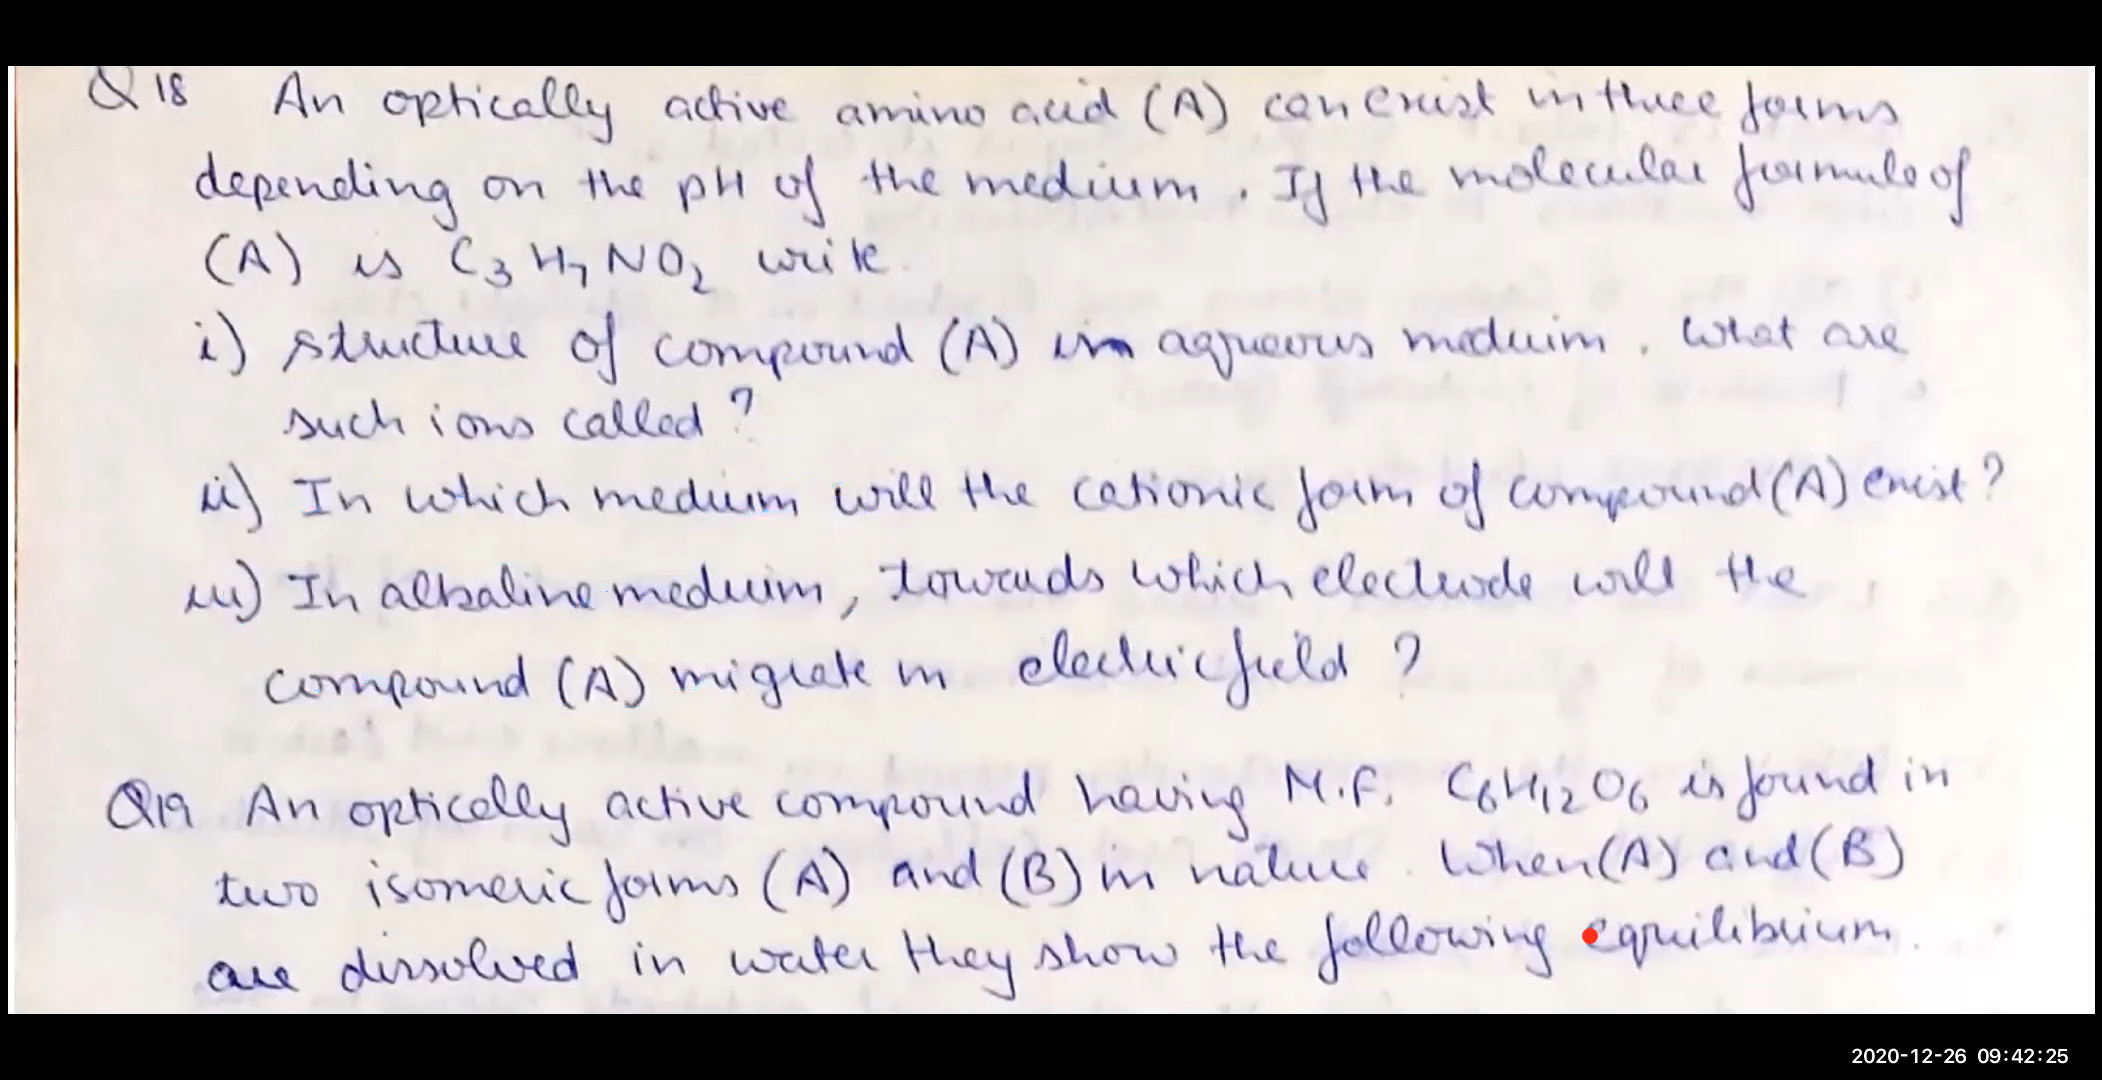 Q 18 An optically active amino acid (A) can exist in three forms
depending on the pH of the medium. If the molecular formula of
(A) is C₃H₇NO₂ write
i) structure of compound (A) in aqueous meduim. What are
such ions called?
ii) In which medium will the cationic form of compound (A) exist?
iii) In alkaline meduim, towards which electrode will the
compound (A) migrate in electric field ?
Q19 An optically active compound having M.F. C₆H₁₂O₆ is found in
two isomeric forms (A) and (B) in nature. When (A) and (B)
are dissolved in water they show the following equilibrium.
2020-12-26 09:42:25